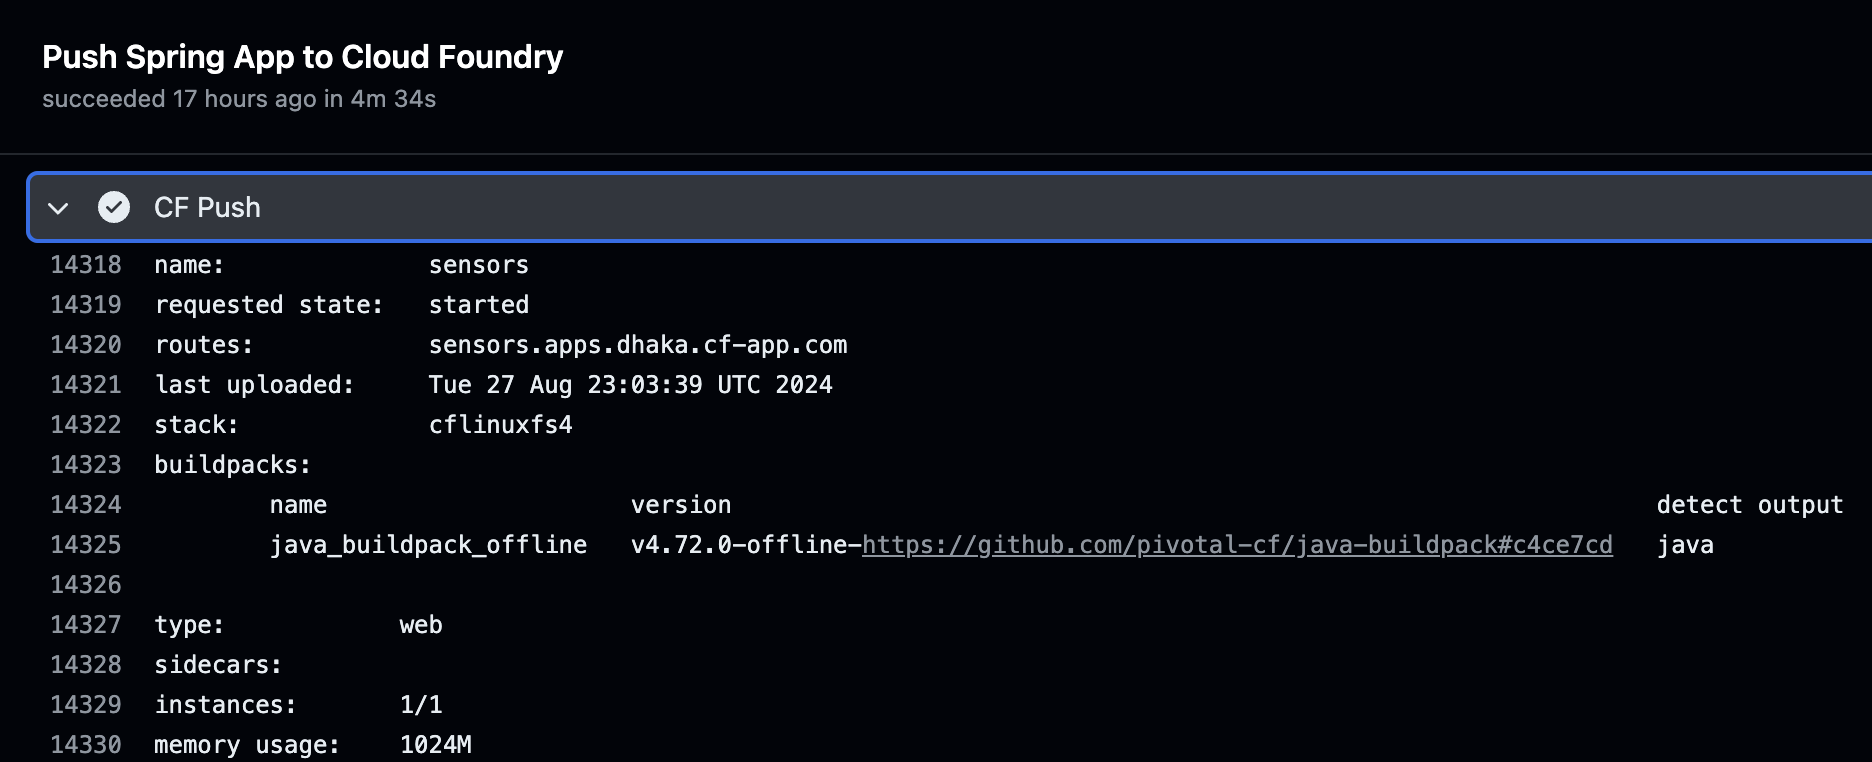 Push Spring App to Cloud Foundry
succeeded 17 hours ago in 4m 34s
CF Push
14318 name: sensors
14319 requested state: started
14320 routes: sensors.apps.dhaka.cf-app.com
14321 last uploaded: Tue 27 Aug 23:03:39 UTC 2024
14322 stack: cflinuxfs4
14323 buildpacks:
14324 name version detect output
14325 java_buildpack_offline v4.72.0-offline-https://github.com/pivotal-cf/java-buildpack#c4ce7cd java
14326
14327 type: web
14328 sidecars:
14329 instances: 1/1
14330 memory usage: 1024M